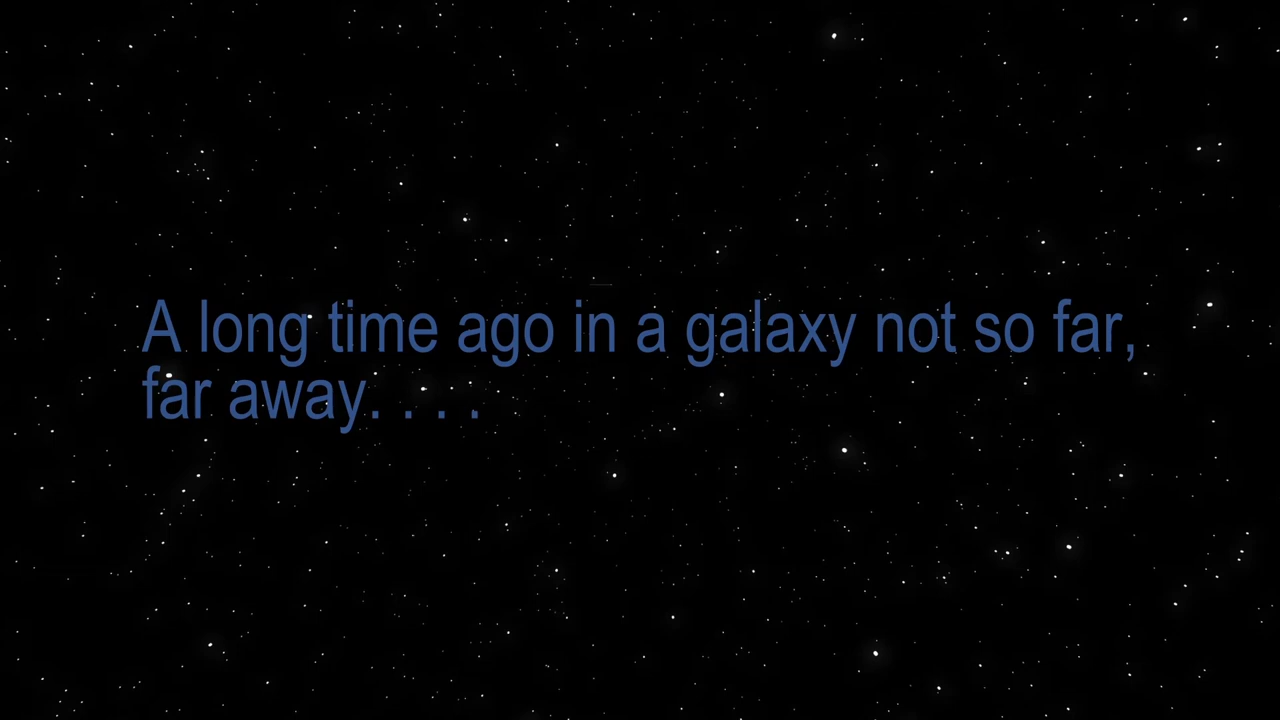 A long time ago in a galaxy not so far,
far away. . . .